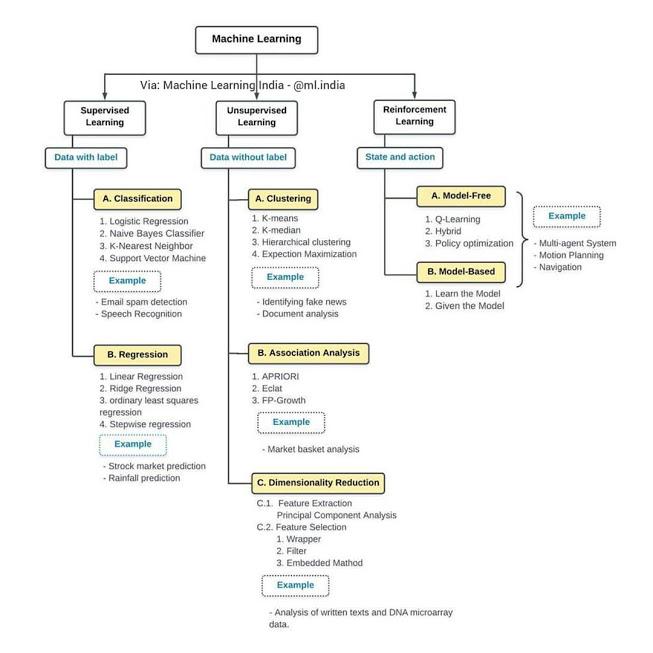 Machine Learning
Via: Machine Learning India - @ml.india
Supervised
Learning
Data with label
A. Classification
1. Logistic Regression
2. Naive Bayes Classifier
3. K-Nearest Neighbor
4. Support Vector Machine
Example
- Email spam detection
- Speech Recognition
B. Regression
1. Linear Regression
2. Ridge Regression
3. ordinary least squares
regression
4. Stepwise regression
Example
- Strock market prediction
- Rainfall prediction
Unsupervised
Learning
Data without label
A. Clustering
1. K-means
2. K-median
3. Hierarchical clustering
4. Expection Maximization
Example
- Identifying fake news
- Document analysis
B. Association Analysis
1. APRIORI
2. Eclat
3. FP-Growth
Example
- Market basket analysis
C. Dimensionality Reduction
C.1. Feature Extraction
Principal Component Analysis
C.2. Feature Selection
1. Wrapper
2. Filter
3. Embedded Mathod
Example
- Analysis of written texts and DNA microarray
data.
Reinforcement
Learning
State and action
A. Model-Free
1. Q-Learning
2. Hybrid
3. Policy optimization
B. Model-Based
1. Learn the Model
2. Given the Model
Example
- Multi-agent System
- Motion Planning
- Navigation